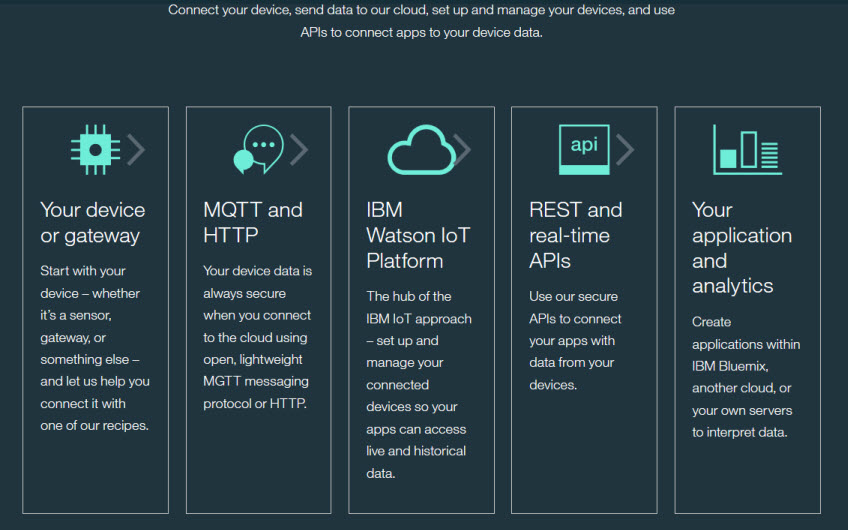 Connect your device, send data to our cloud, set up and manage your devices, and use
APIs to connect apps to your device data.
Your device
or gateway
Start with your
device – whether
it's a sensor,
gateway, or
something else –
and let us help you
connect it with
one of our recipes.
MQTT and
HTTP
Your device data is
always secure
when you connect
to the cloud using
open, lightweight
MGTT messaging
protocol or HTTP.
IBM
Watson IoT
Platform
The hub of the
IBM IoT approach
– set up and
manage your
connected
devices so your
apps can access
live and historical
data.
api
REST and
real-time
APIs
Use our secure
APIs to connect
your apps with
data from your
devices.
Your
application
and
analytics
Create
applications within
IBM Bluemix,
another cloud, or
your own servers
to interpret data.